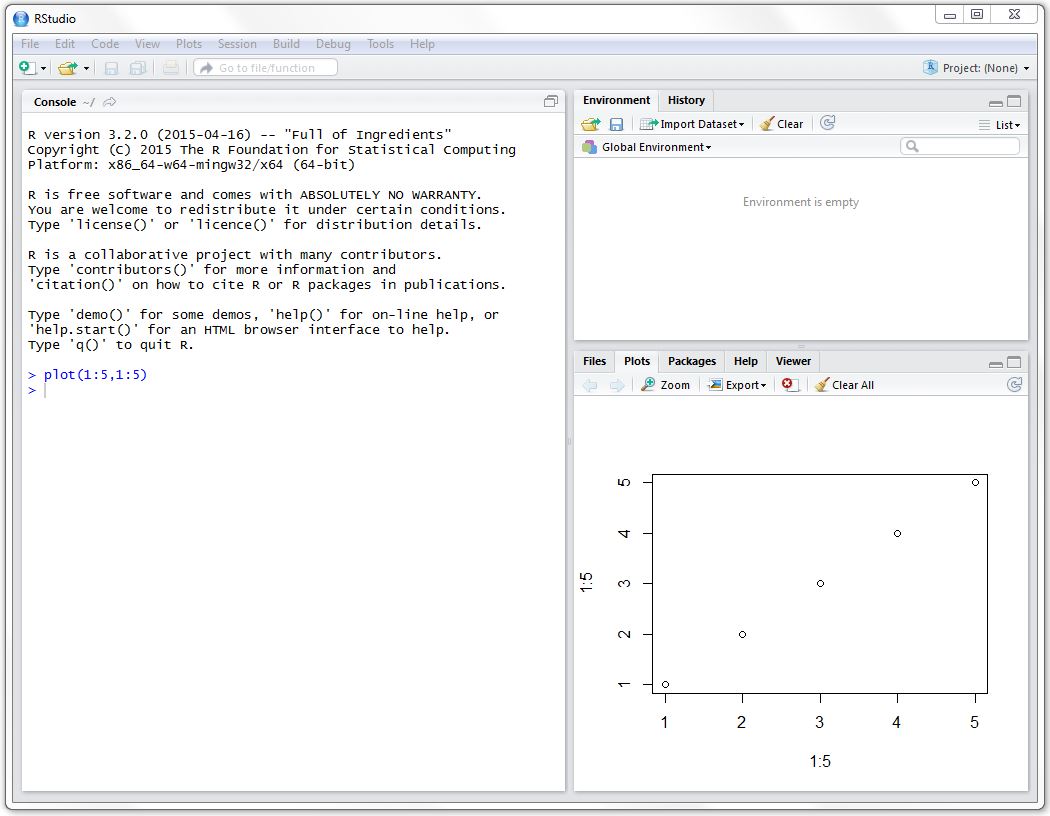 RStudio
File Edit Code View Plots Session Build Debug Tools Help
Go to file/function
Project: (None)
Console ~/
R version 3.2.0 (2015-04-16) -- "Full of Ingredients"
Copyright (C) 2015 The R Foundation for Statistical Computing
Platform: x86_64-w64-mingw32/x64 (64-bit)
R is free software and comes with ABSOLUTELY NO WARRANTY.
You are welcome to redistribute it under certain conditions.
Type 'license()' or 'licence()' for distribution details.
R is a collaborative project with many contributors.
Type 'contributors()' for more information and
'citation()' on how to cite R or R packages in publications.
Type 'demo()' for some demos, 'help()' for on-line help, or
'help.start()' for an HTML browser interface to help.
Type 'q()' to quit R.
> plot(1:5,1:5)
>
Environment History
Import Dataset Clear List
Global Environment
Environment is empty
Files Plots Packages Help Viewer
Zoom Export Clear All
5
4
3
2
1
1:5
1 2 3 4 5
1:5